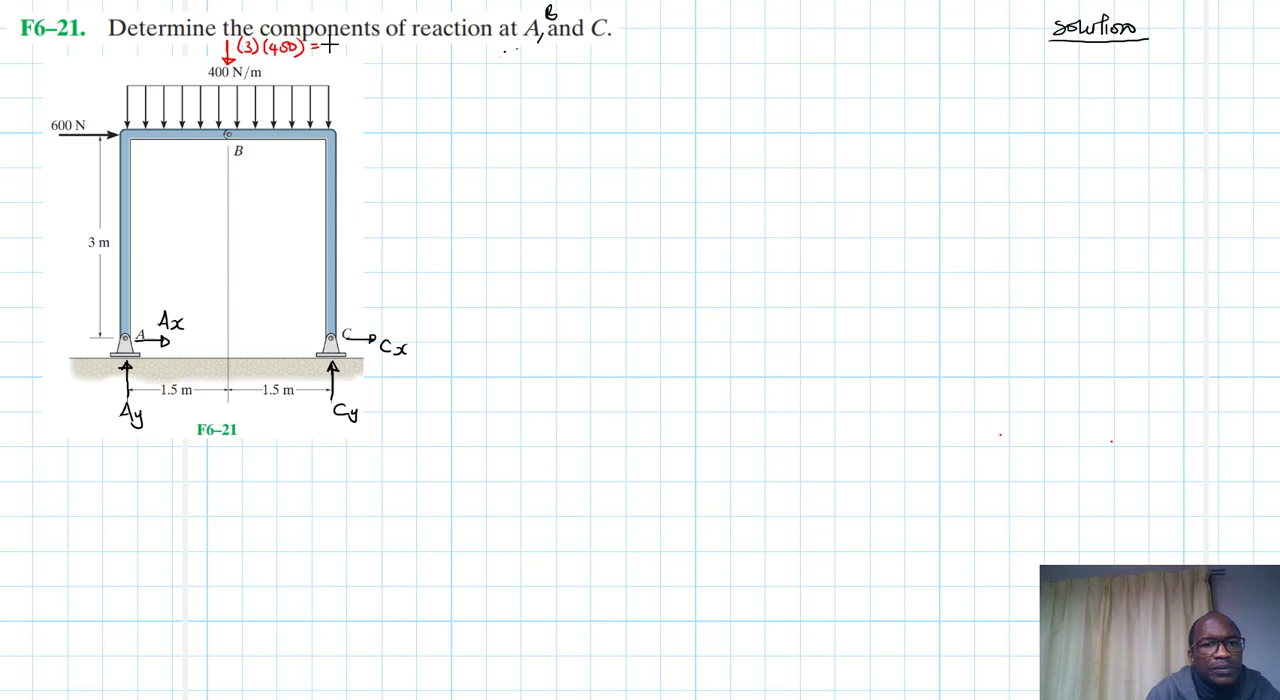 F6–21. Determine the components of reaction at A, B and C.
solution
(3)(400) =
400 N/m
600 N
B
3 m
A
Ax
C
Cx
1.5 m
1.5 m
Ay
Cy
F6–21